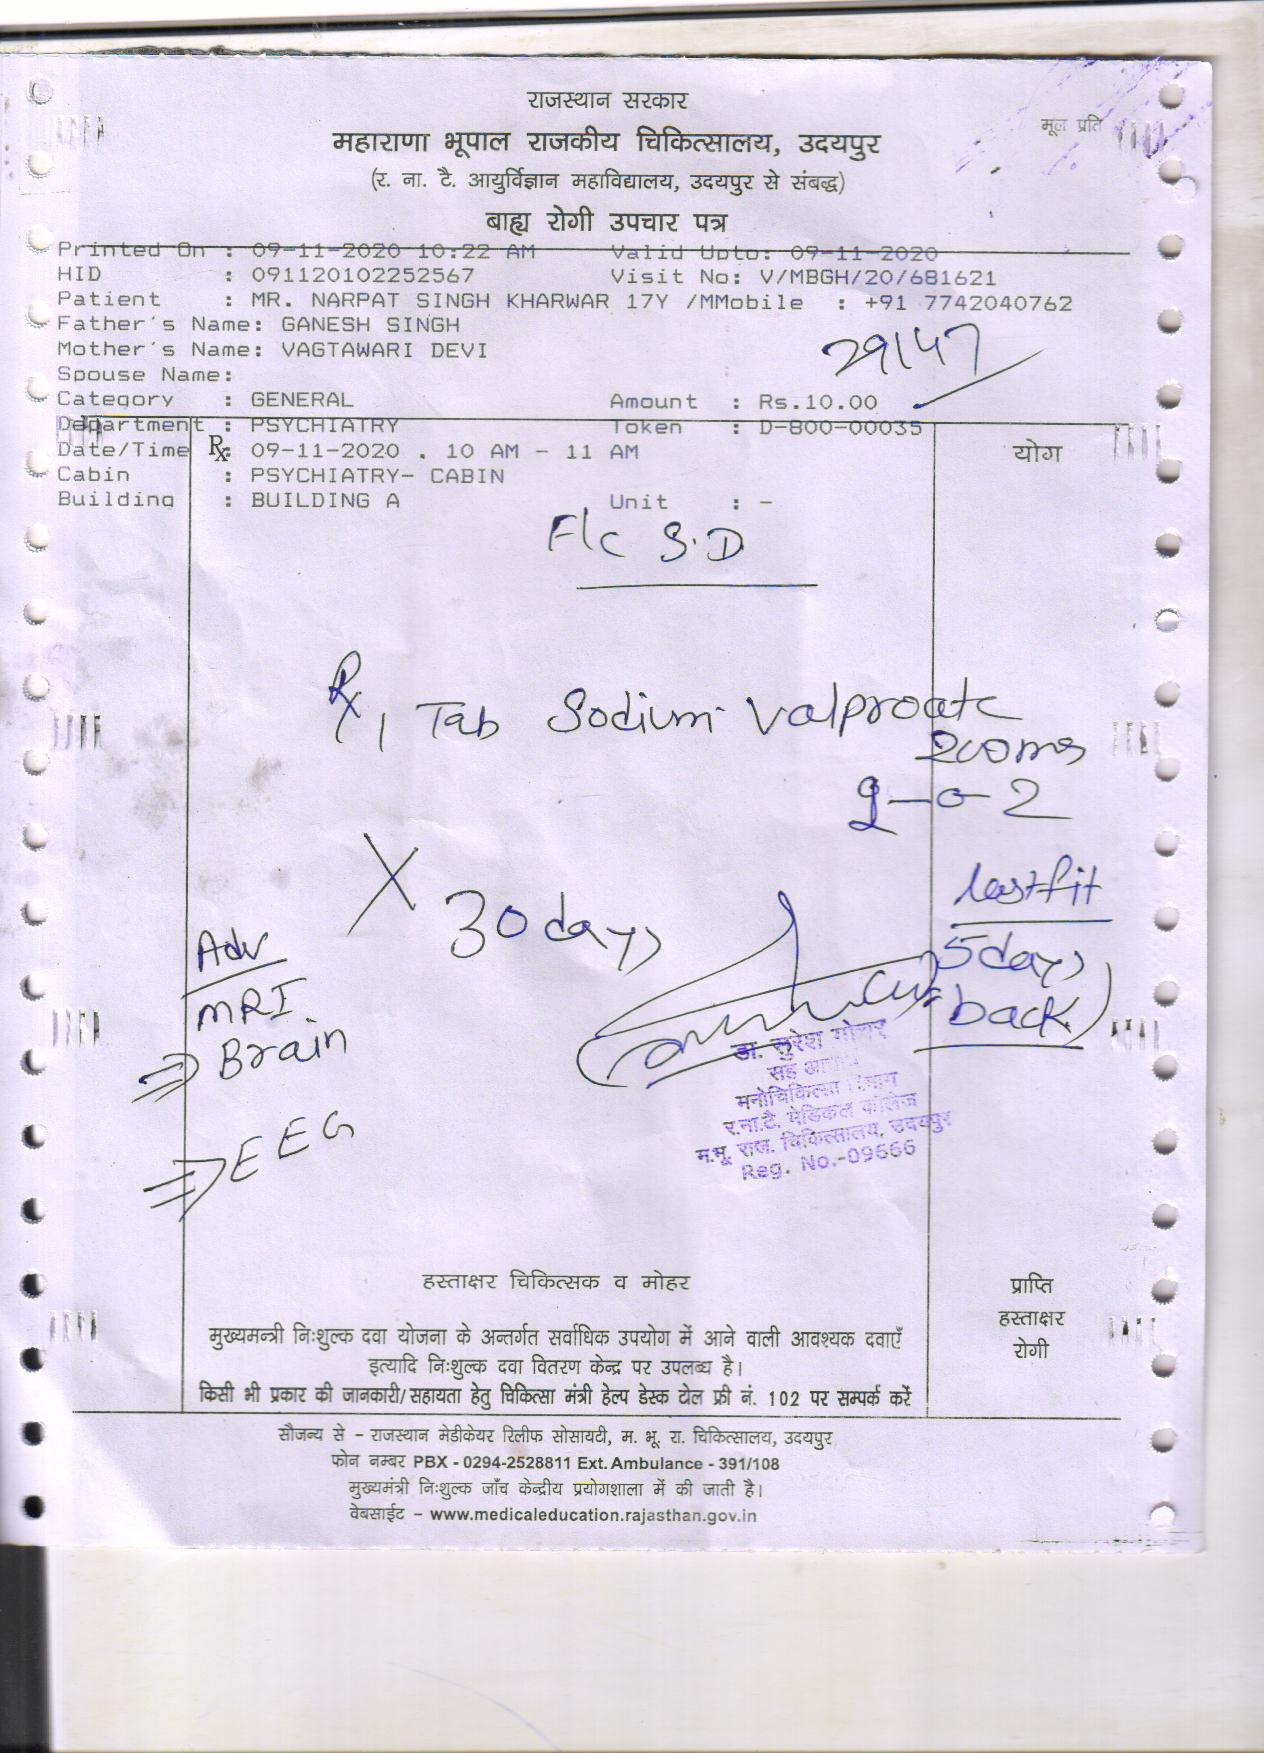 राजस्थान सरकार
मूल प्रति
महाराणा भूपाल राजकीय चिकित्सालय, उदयपुर
(र. ना. टै. आयुर्विज्ञान महाविद्यालय, उदयपुर से संबद्ध)
बाह्य रोगी उपचार पत्र
Printed On : 09-11-2020 10:22 AM Valid Upto: 09-11-2020
HID : 091120102252567 Visit No: V/MBGH/20/681621
Patient : MR. NARPAT SINGH KHARWAR 17Y /MMobile : +91 7742040762
Father's Name: GANESH SINGH
Mother's Name: VAGTAWARI DEVI
29147
Spouse Name:
Category : GENERAL Amount : Rs.10.00
Department : PSYCHIATRY Token : D-800-00035
Date/Time Rx: 09-11-2020 , 10 AM - 11 AM योग
Cabin : PSYCHIATRY- CABIN
Building : BUILDING A Unit : -
F/c S.D
Rx 1 Tab Sodium Valproate
200mg
2-0-2
X 30 days
last fit
5 days
back
Adv
MRI
Brain
EEG
डा. सुरेश
सह
मनोचिकित्सा विभाग
र.ना.टै. मेडिकल कॉलेज
म.भू. राज. चिकित्सालय, उदयपुर
Reg. No.-09666
हस्ताक्षर चिकित्सक व मोहर
प्राप्ति
हस्ताक्षर
रोगी
मुख्यमन्त्री निःशुल्क दवा योजना के अन्तर्गत सर्वाधिक उपयोग में आने वाली आवश्यक दवाएँ
इत्यादि निःशुल्क दवा वितरण केन्द्र पर उपलब्ध है।
किसी भी प्रकार की जानकारी/सहायता हेतु चिकित्सा मंत्री हेल्प डेस्क टोल फ्री नं. 102 पर सम्पर्क करें
सौजन्य से - राजस्थान मेडीकेयर रिलीफ सोसायटी, म. भू. रा. चिकित्सालय, उदयपुर
फोन नम्बर PBX - 0294-2528811 Ext. Ambulance - 391/108
मुख्यमंत्री निःशुल्क जाँच केन्द्रीय प्रयोगशाला में की जाती है।
वेबसाईट - www.medicaleducation.rajasthan.gov.in